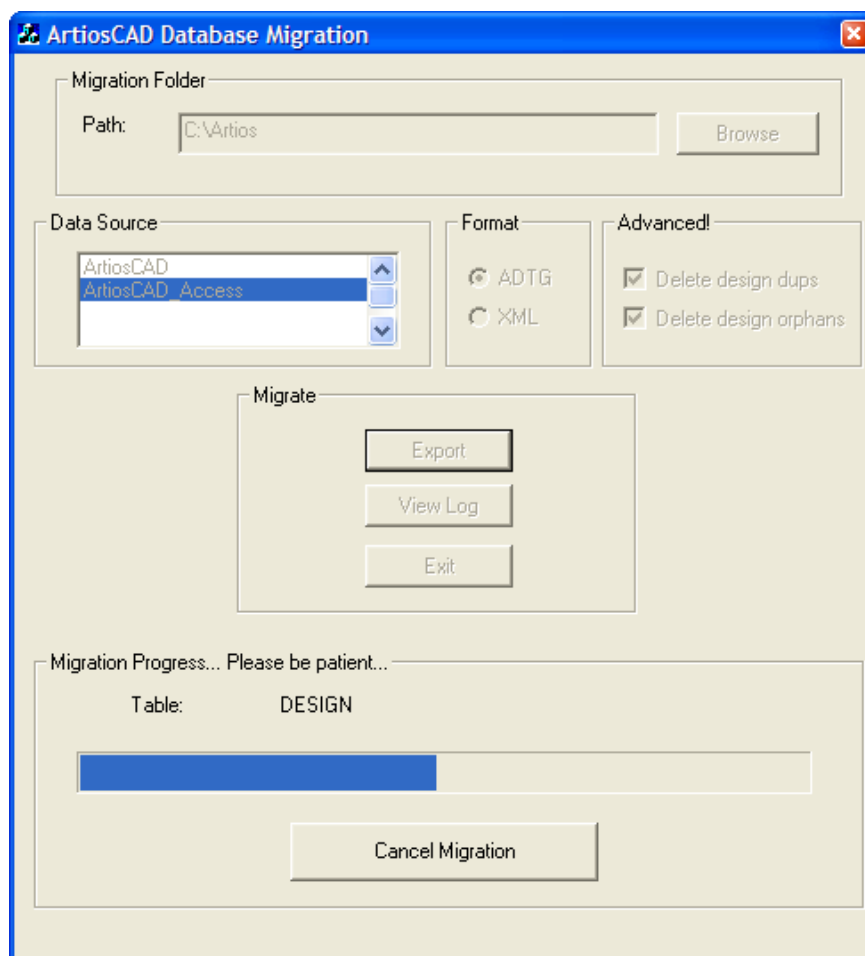 ArtiosCAD Database Migration
Migration Folder
Path: C:\Artios Browse
Data Source
ArtiosCAD
ArtiosCAD_Access
Format
ADTG
XML
Advanced!
Delete design dups
Delete design orphans
Migrate
Export
View Log
Exit
Migration Progress... Please be patient...
Table: DESIGN
Cancel Migration